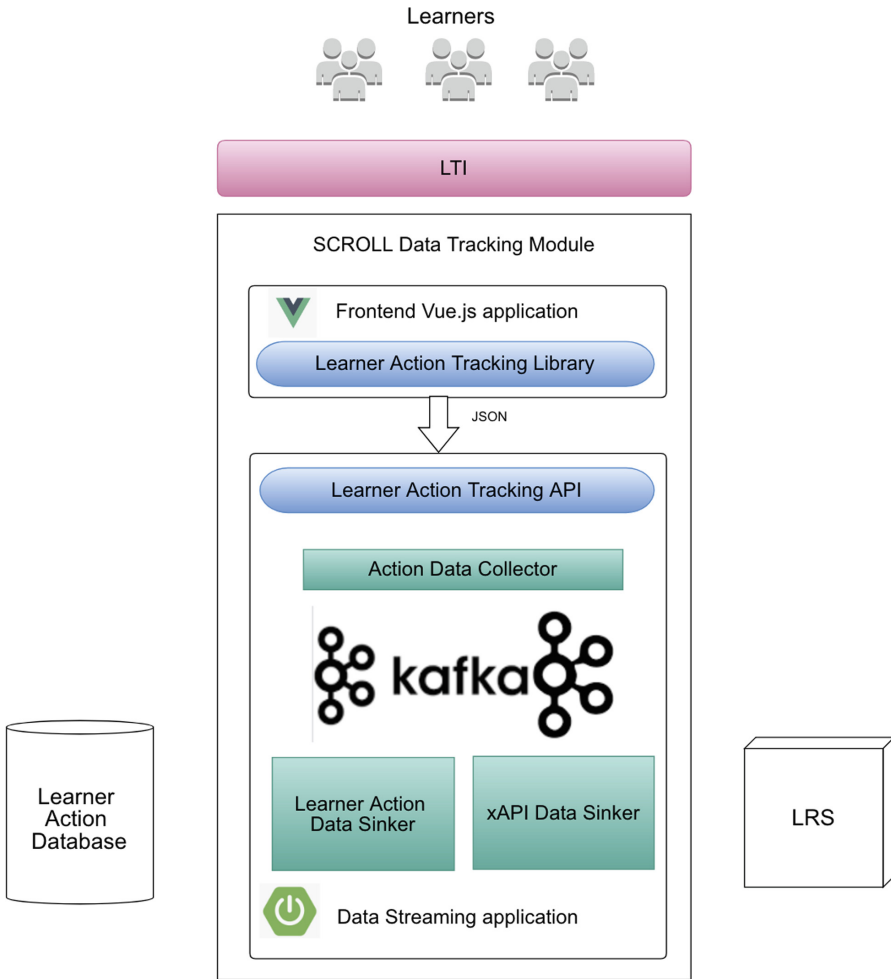 Learners
LTI
SCROLL Data Tracking Module
Frontend Vue.js application
Learner Action Tracking Library
JSON
Learner Action Tracking API
Action Data Collector
kafka
Learner Action
Data Sinker
xAPI Data Sinker
Data Streaming application
Learner
Action
Database
LRS